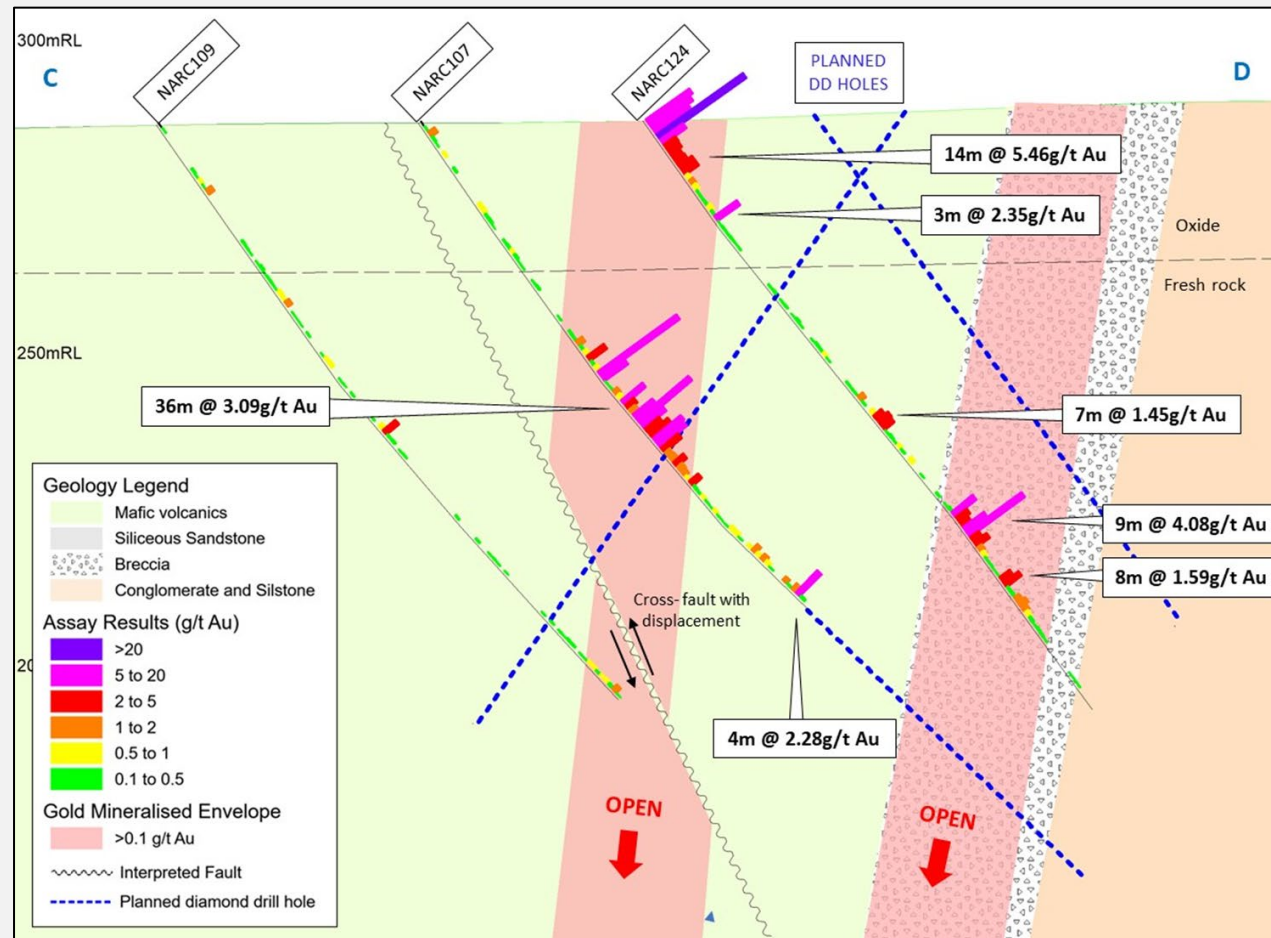 300mRL
C
NARC109
NARC107
NARC124
PLANNED
DD HOLES
D
14m @ 5.46g/t Au
3m @ 2.35g/t Au
Oxide
Fresh rock
250mRL
36m @ 3.09g/t Au
7m @ 1.45g/t Au
9m @ 4.08g/t Au
8m @ 1.59g/t Au
Cross-fault with
displacement
4m @ 2.28g/t Au
OPEN
OPEN
Geology Legend
Mafic volcanics
Siliceous Sandstone
Breccia
Conglomerate and Silstone
Assay Results (g/t Au)
>20
5 to 20
2 to 5
1 to 2
0.5 to 1
0.1 to 0.5
Gold Mineralised Envelope
>0.1 g/t Au
Interpreted Fault
Planned diamond drill hole